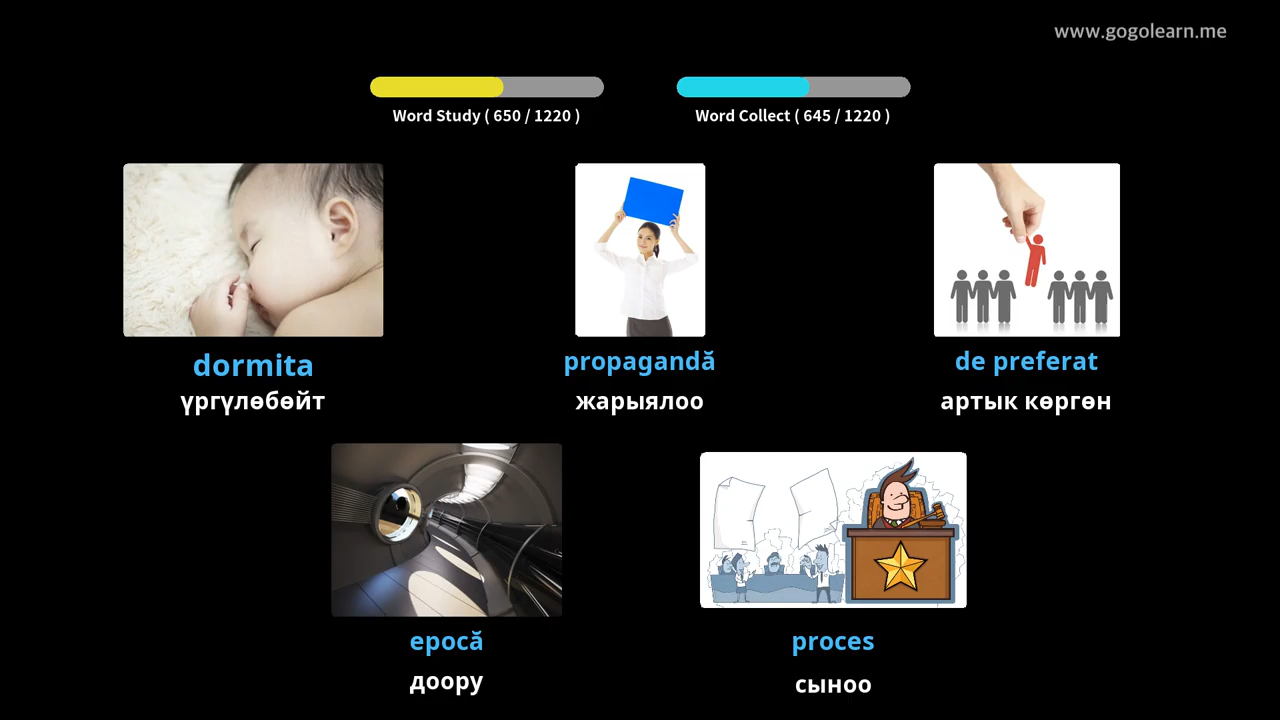 www.gogolearn.me
Word Study ( 650 / 1220 )
Word Collect ( 645 / 1220 )
dormita
үргүлөбөйт
propagandă
жарыялоо
de preferat
артык көргөн
epocă
доору
proces
сыноо